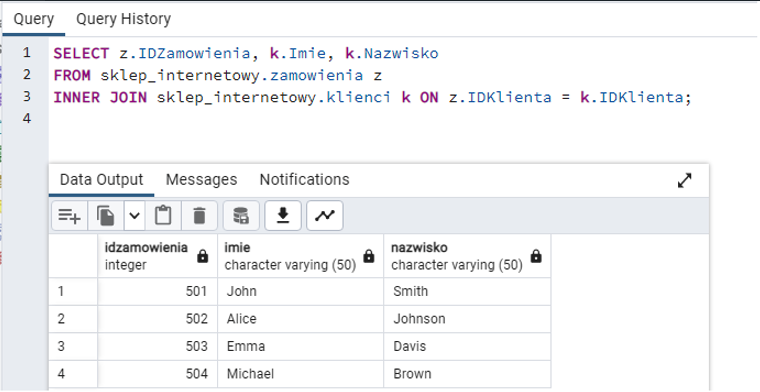 Query Query History
1 SELECT z.IDZamowienia, k.Imie, k.Nazwisko
2 FROM sklep_internetowy.zamowienia z
3 INNER JOIN sklep_internetowy.klienci k ON z.IDKlienta = k.IDKlienta;
4
Data Output Messages Notifications
idzamowienia imie nazwisko
integer character varying (50) character varying (50)
1 501 John Smith
2 502 Alice Johnson
3 503 Emma Davis
4 504 Michael Brown